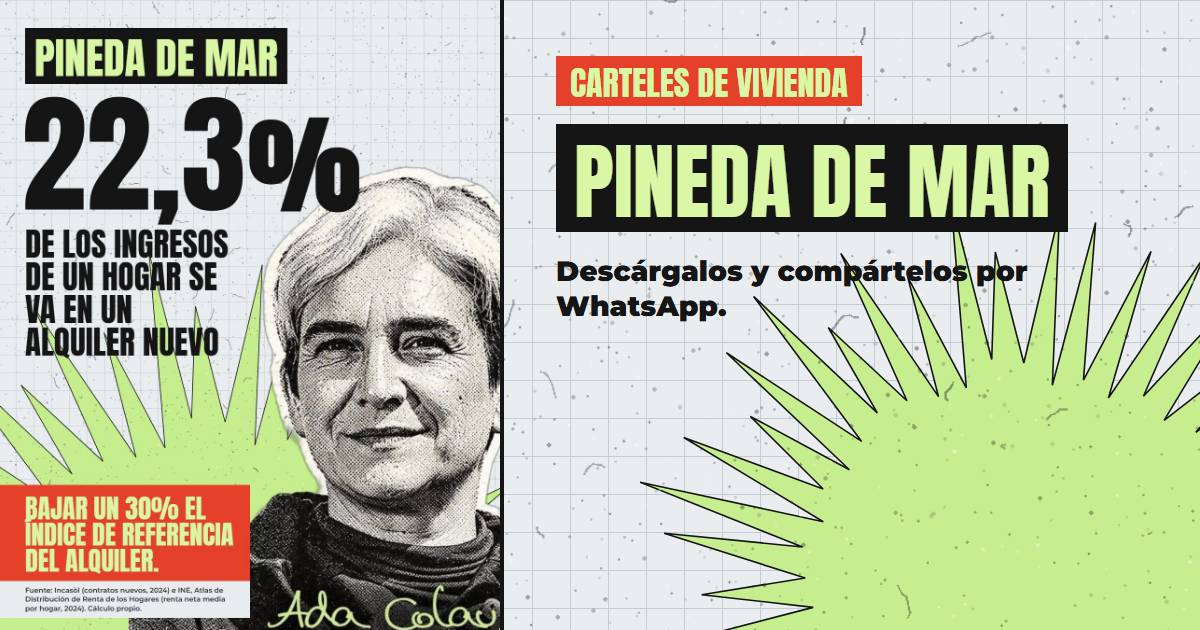 PINEDA DE MAR
22,3%
DE LOS INGRESOS
DE UN HOGAR SE
VA EN UN
ALQUILER NUEVO
BAJAR UN 30% EL
ÍNDICE DE REFERENCIA
DEL ALQUILER.
Fuente: Incasòl (contratos nuevos, 2024) e INE, Atlas de
Distribución de Renta de los Hogares (renta neta media
por hogar, 2024). Cálculo propio.
Ada Colau
CARTELES DE VIVIENDA
PINEDA DE MAR
Descárgalos y compártelos por
WhatsApp.